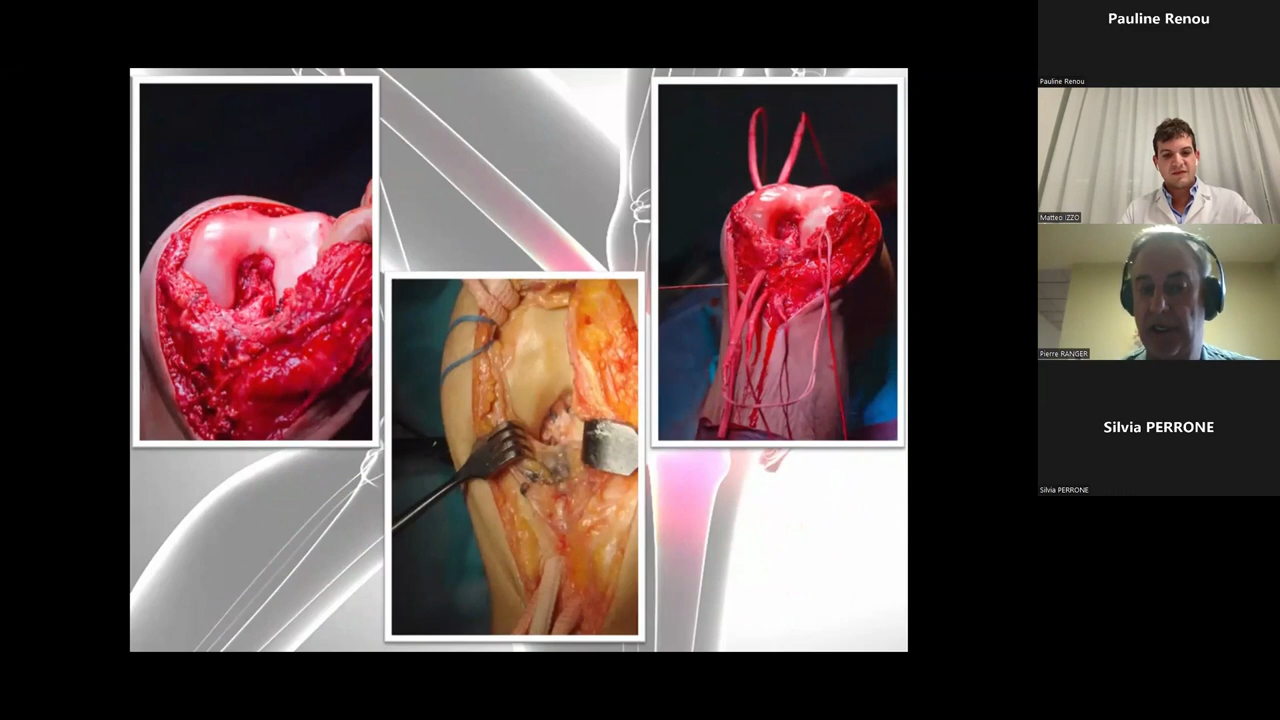 Pauline Renou
Pauline Renou
Matteo IZZO
Pierre RANGER
Silvia PERRONE
Silvia PERRONE